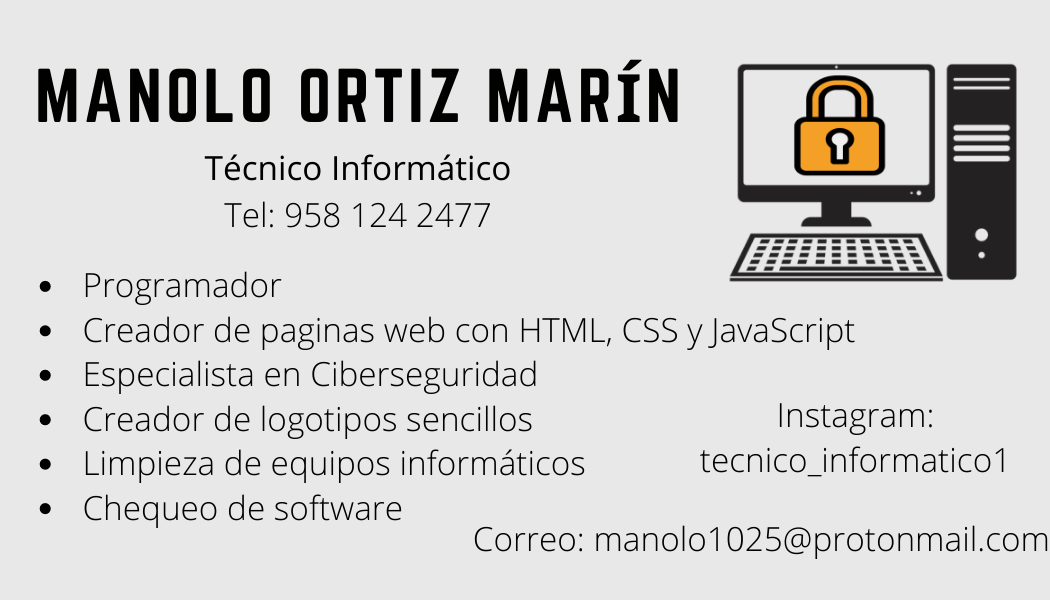 MANOLO ORTIZ MARÍN
Técnico Informático
Tel: 958 124 2477
• Programador
• Creador de paginas web con HTML, CSS y JavaScript
• Especialista en Ciberseguridad
• Creador de logotipos sencillos
• Limpieza de equipos informáticos
• Chequeo de software
Instagram:
tecnico_informatico1
Correo: manolo1025@protonmail.com